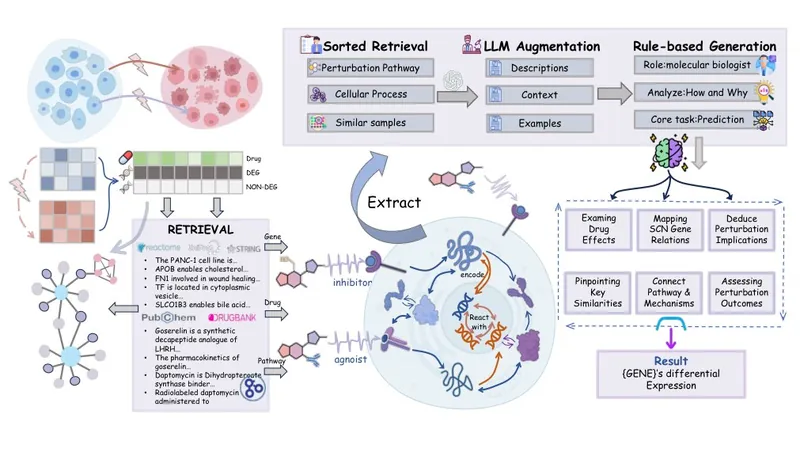 Sorted Retrieval
Perturbation Pathway
Cellular Process
Similar samples
LLM Augmentation
Descriptions
Context
Examples
Rule-based Generation
Role:molecular biologist
Analyze:How and Why
Core task:Prediction
Drug
DEG
NON-DEG
RETRIEVAL
reactome
UniProt
STRING
• The PANC-1 cell line is…
• APOB enables cholesterol…
• FN1 involved in wound healing…
• TF is located in cytoplasmic
vesicle…
• SLCO1B3 enables bile acid…
PubChem
DRUGBANK
• Goserelin is a synthetic
decapeptide analogue of
LHRH…
• The pharmacokinetics of
goserelin…
• Daptomycin is Dihydropteroate
synthase binder…
• Radiolabeled daptomycin
administered to
Gene
Drug
Pathway
Extract
inhibitor
agnoist
encode
React
with
Examing
Drug
Effects
Mapping
SCN Gene
Relations
Deduce
Perturbation
Implications
Pinpointing
Key
Similarities
Connect
Pathway &
Mechanisms
Assessing
Perturbation
Outcomes
Result
{GENE}'s differential
Expression